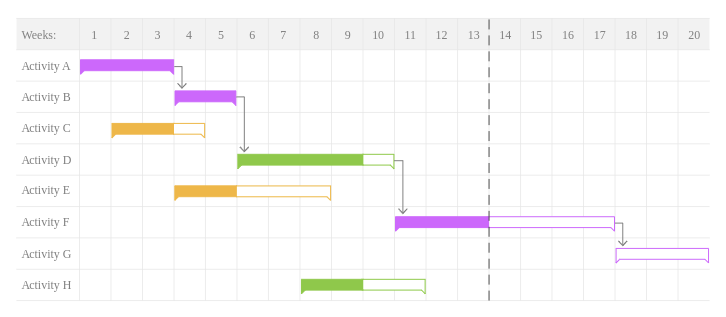 Weeks: 1 2 3 4 5 6 7 8 9 10 11 12 13 14 15 16 17 18 19 20
Activity A
Activity B
Activity C
Activity D
Activity E
Activity F
Activity G
Activity H